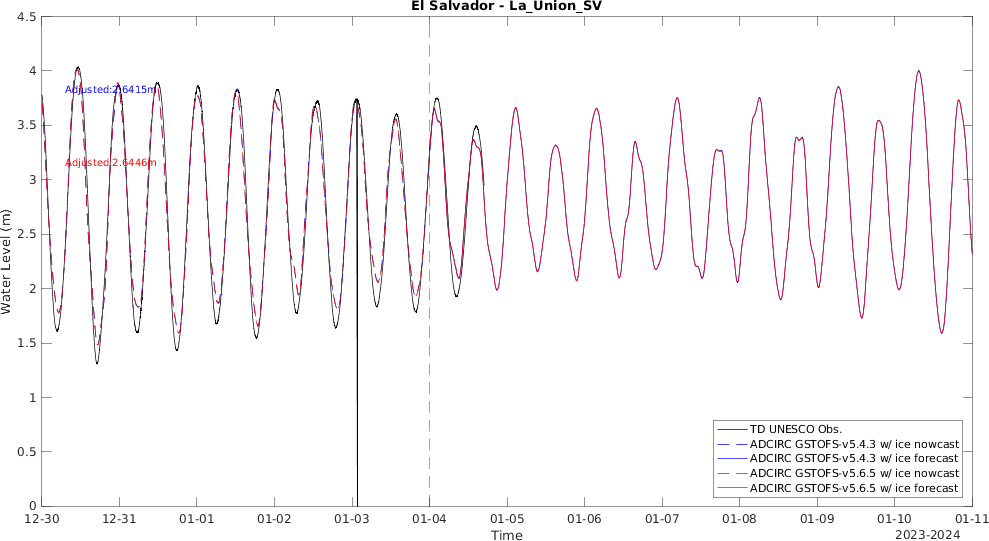 El Salvador - La_Union_SV
4.5
4
3.5
3
2.5
2
1.5
1
0.5
0
Water Level (m)
Adjusted:2.6415m
Adjusted:2.6446m
TD UNESCO Obs.
ADCIRC GSTOFS-v5.4.3 w/ ice nowcast
ADCIRC GSTOFS-v5.4.3 w/ ice forecast
ADCIRC GSTOFS-v5.6.5 w/ ice nowcast
ADCIRC GSTOFS-v5.6.5 w/ ice forecast
12-30 12-31 01-01 01-02 01-03 01-04 01-05 01-06 01-07 01-08 01-09 01-10 01-11
Time
2023-2024